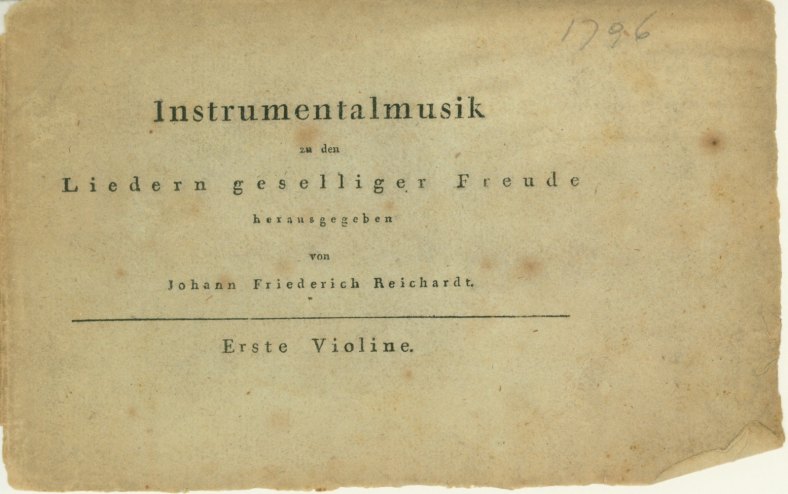 1796
Instrumentalmusik
zu den
Liedern geselliger Freude
herausgegeben
von
Johann Friederich Reichardt.
Erste Violine.